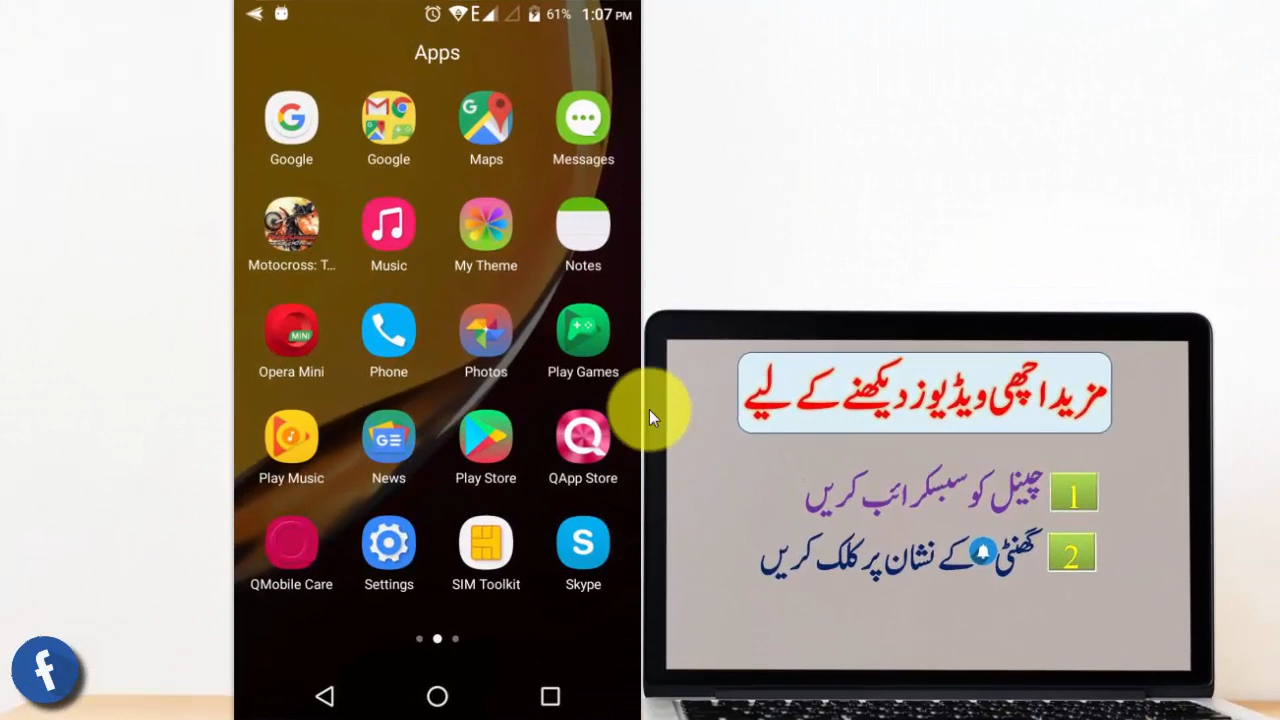 61% 1:07 PM
Apps
Google Google Maps Messages
Motocross: T... Music My Theme Notes
MINI
Opera Mini Phone Photos Play Games
Play Music News Play Store QApp Store
QMobile Care Settings SIM Toolkit Skype
مزید اچھی ویڈیوز دیکھنے کے لیے
1 چینل کو سبسکرائب کریں
2 گھنٹی کے نشان پر کلک کریں